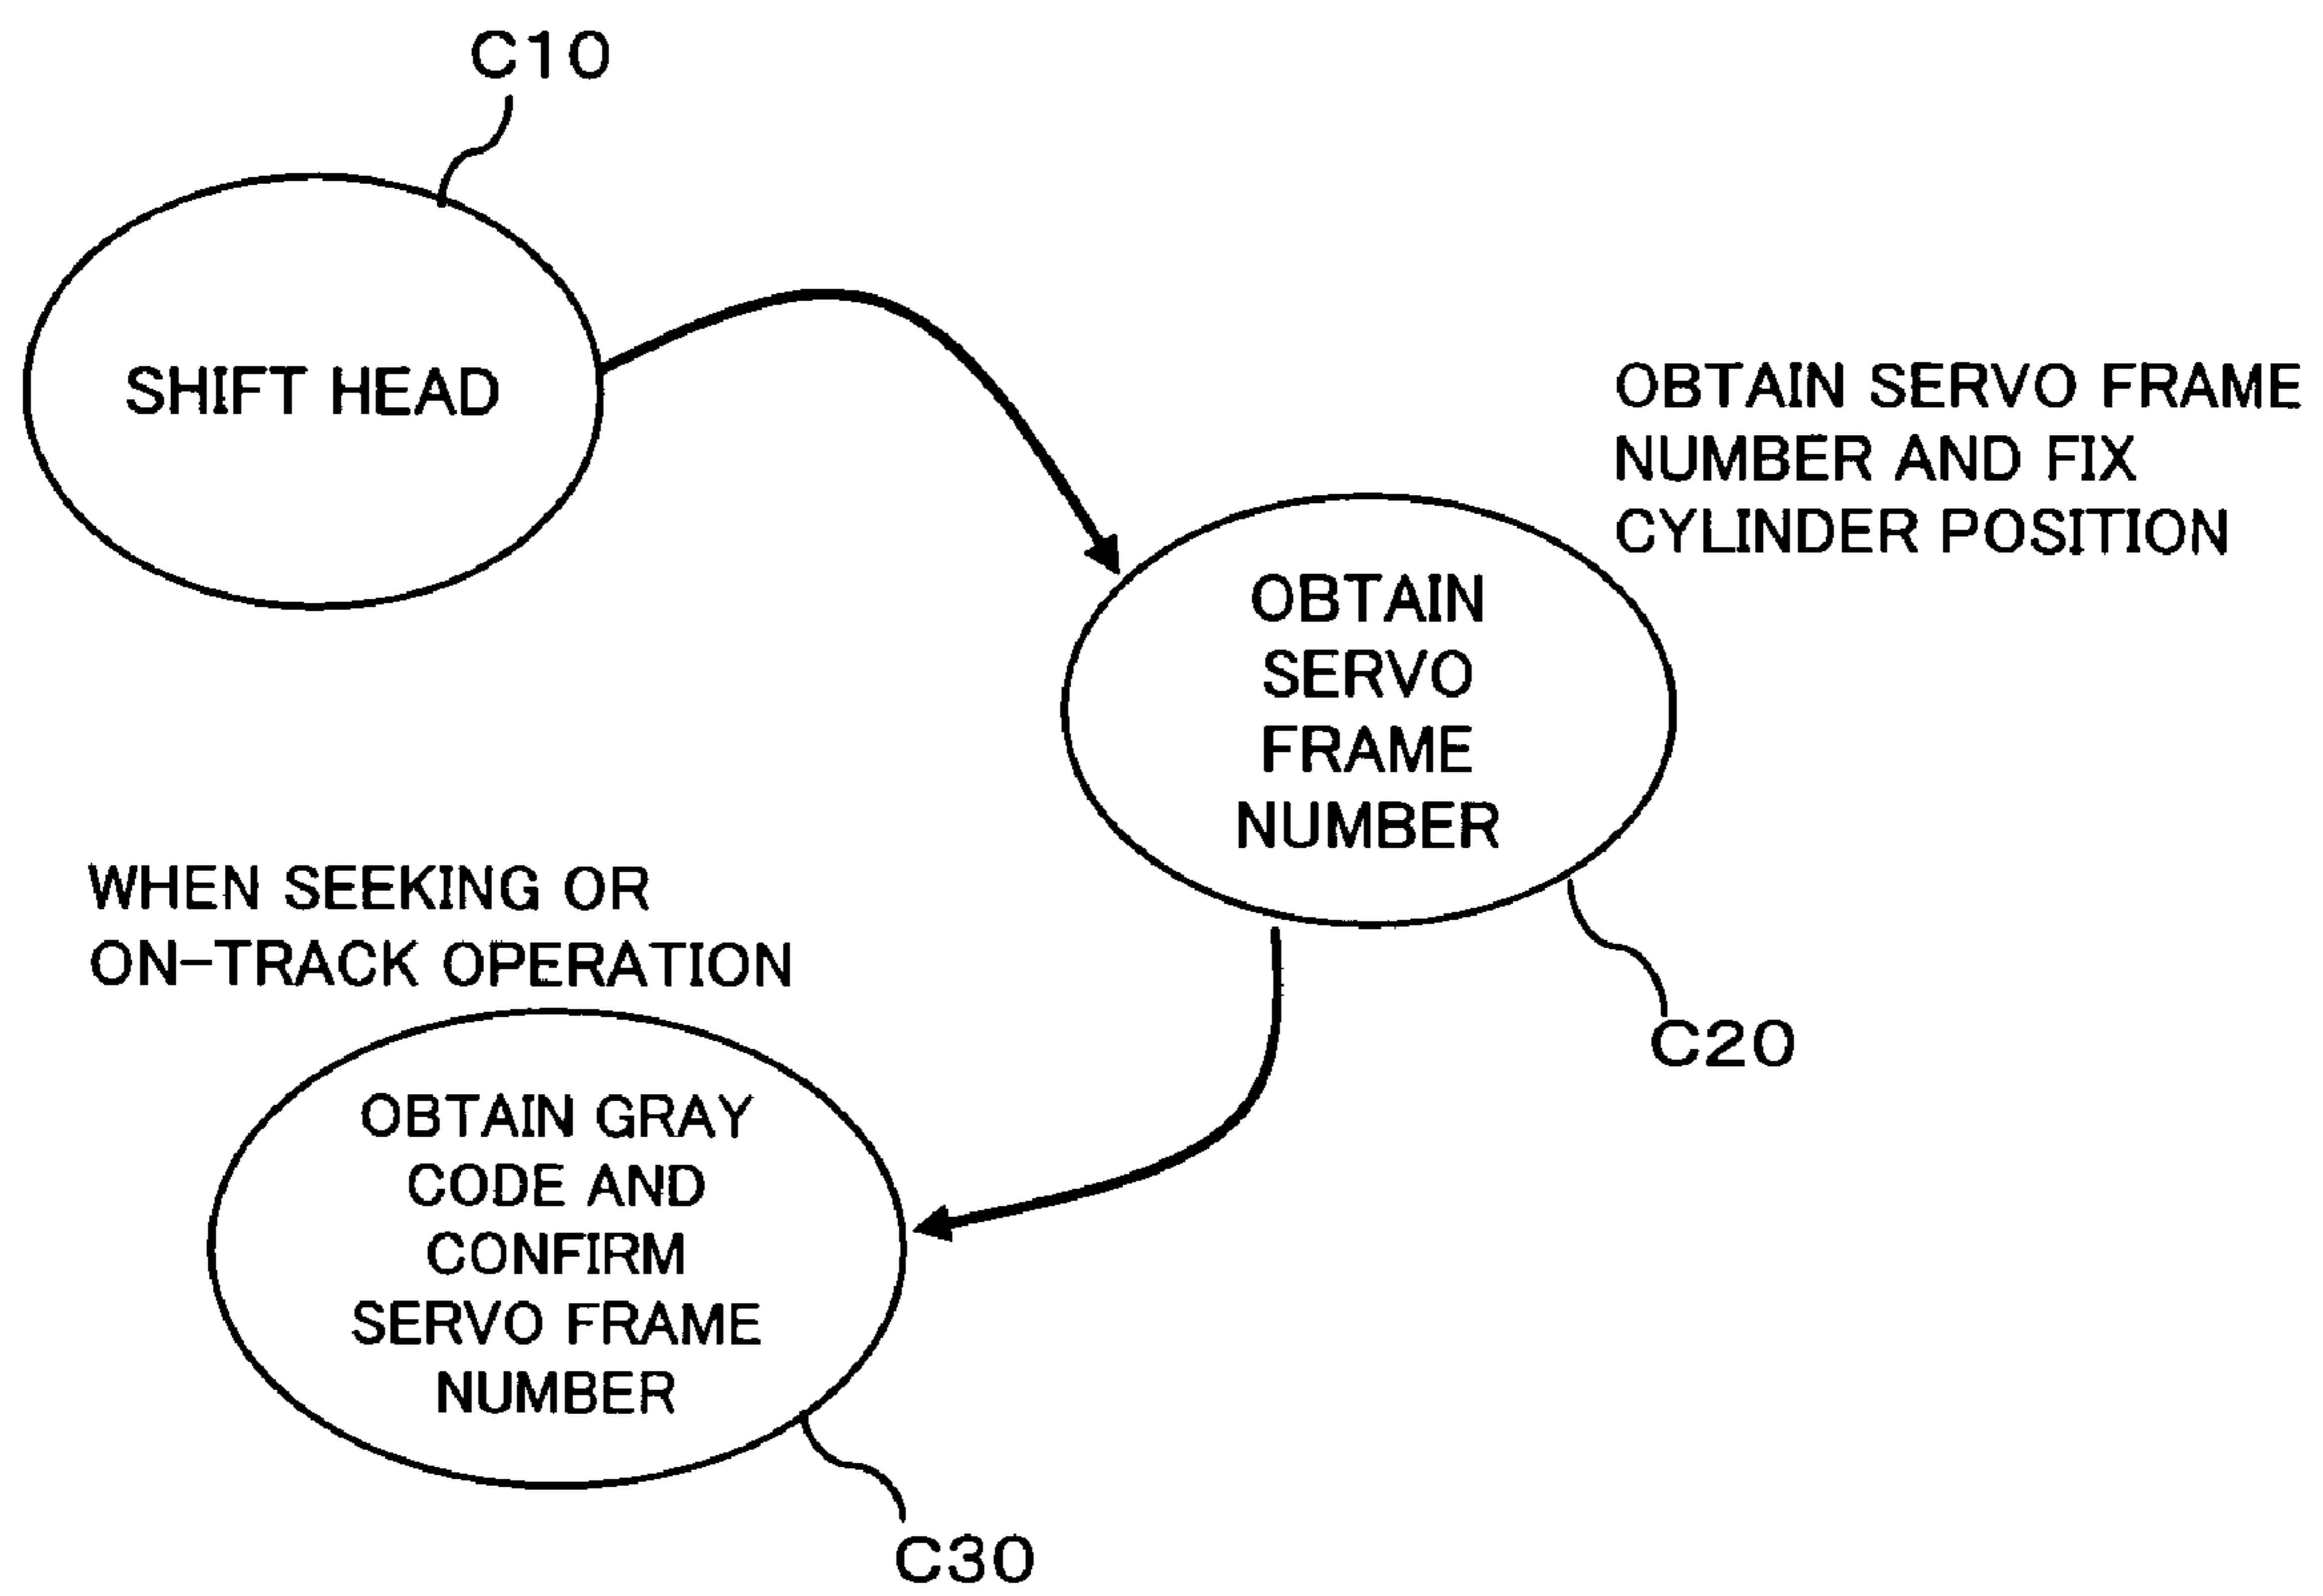 C10
SHIFT HEAD
OBTAIN SERVO FRAME
NUMBER AND FIX
CYLINDER POSITION
OBTAIN
SERVO
FRAME
NUMBER
C20
WHEN SEEKING OR
ON-TRACK OPERATION
OBTAIN GRAY
CODE AND
CONFIRM
SERVO FRAME
NUMBER
C30